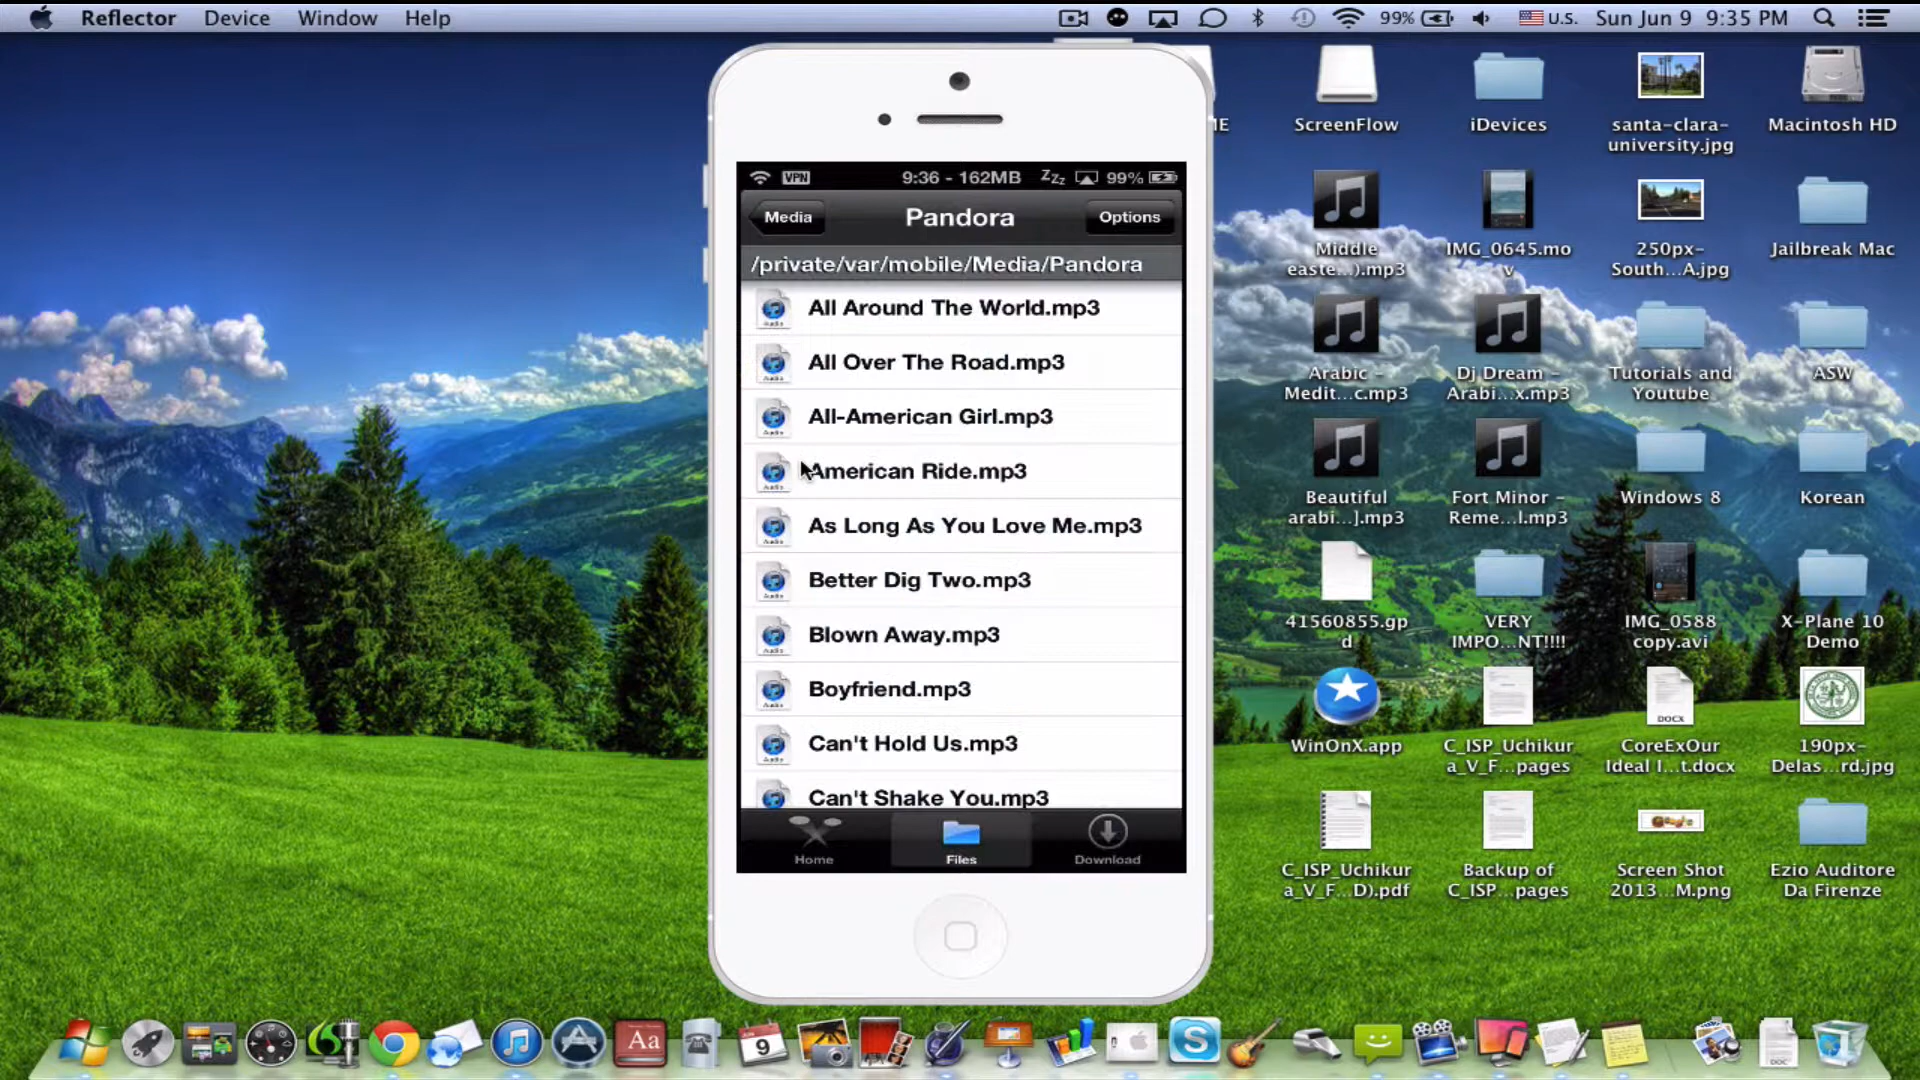 Reflector Device Window Help 99% U.S. Sun Jun 9 9:35 PM
VPN 9:36 - 162MB Zzz 99%
Media Pandora Options
/private/var/mobile/Media/Pandora
All Around The World.mp3
All Over The Road.mp3
All-American Girl.mp3
American Ride.mp3
As Long As You Love Me.mp3
Better Dig Two.mp3
Blown Away.mp3
Boyfriend.mp3
Can't Hold Us.mp3
Can't Shake You.mp3
Home Files Download
ScreenFlow
iDevices
santa-clara-
university.jpg
Macintosh HD
Middle
easte...).mp3
IMG_0645.mo
v
250px-
South...A.jpg
Jailbreak Mac
Arabic -
Medit...c.mp3
Dj Dream -
Arabi...x.mp3
Tutorials and
Youtube
ASW
Beautiful
arabi...].mp3
Fort Minor -
Reme...l.mp3
Windows 8
Korean
41560855.gp
d
VERY
IMPO...NT!!!!
IMG_0588
copy.avi
X-Plane 10
Demo
WinOnX.app
C_ISP_Uchikur
a_V_F...pages
DOCX
CoreExOur
Ideal I...t.docx
190px-
Delas...rd.jpg
C_ISP_Uchikur
a_V_F...D).pdf
Backup of
C_ISP...pages
Screen Shot
2013...M.png
Ezio Auditore
Da Firenze
Aa
9